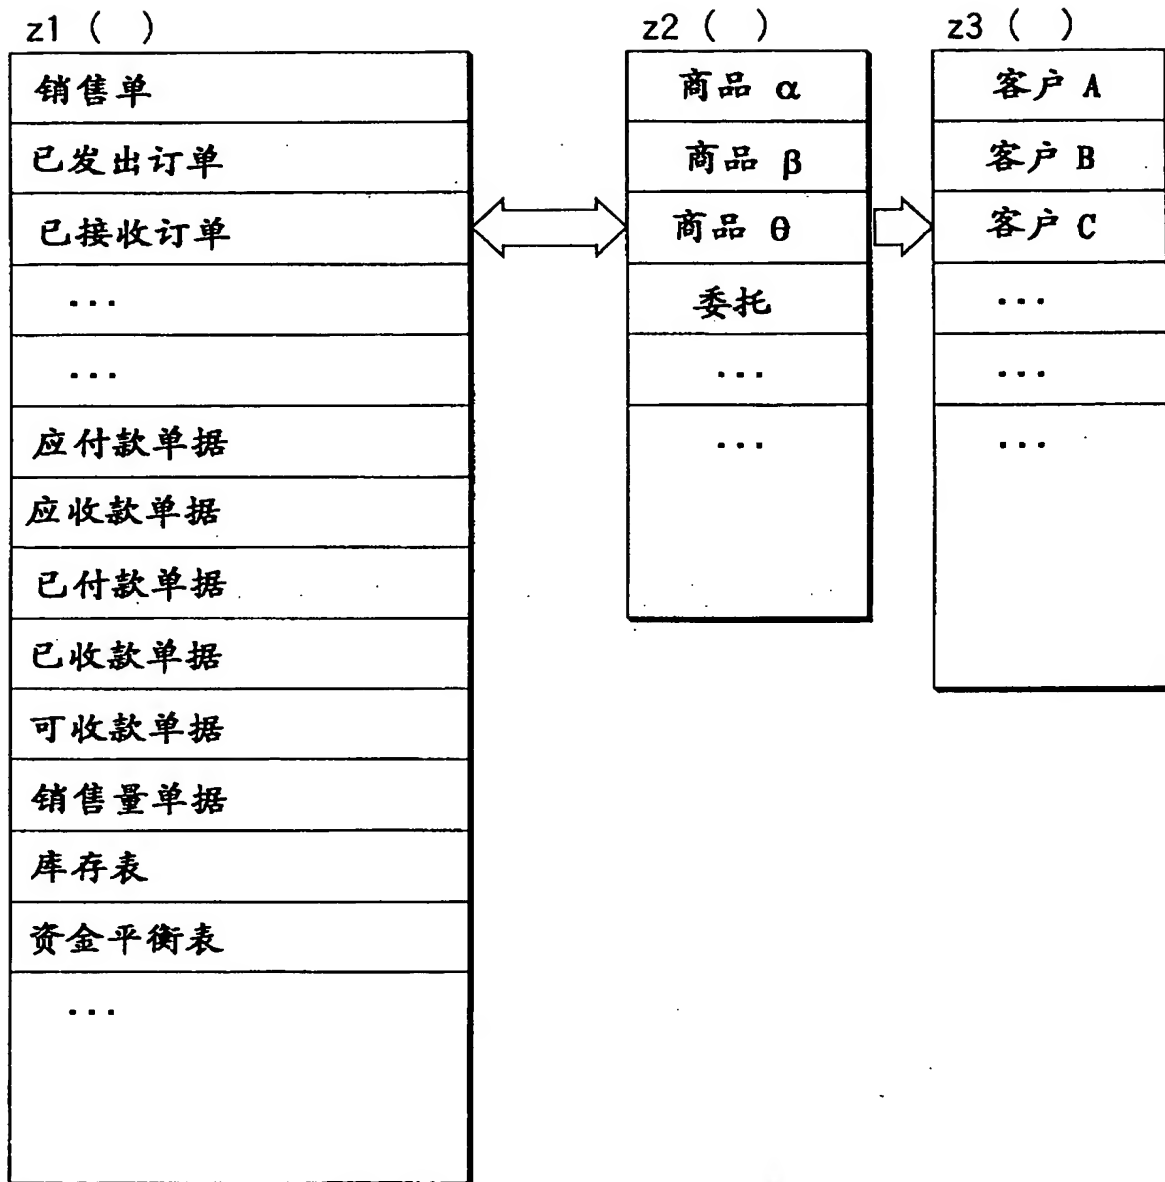 z1 ( )
销售单
已发出订单
已接收订单
...
...
应付款单据
应收款单据
已付款单据
已收款单据
可收款单据
销售量单据
库存表
资金平衡表
...
z2 ( )
商品 α
商品 β
商品 θ
委托
...
...
z3 ( )
客户 A
客户 B
客户 C
...
...
...